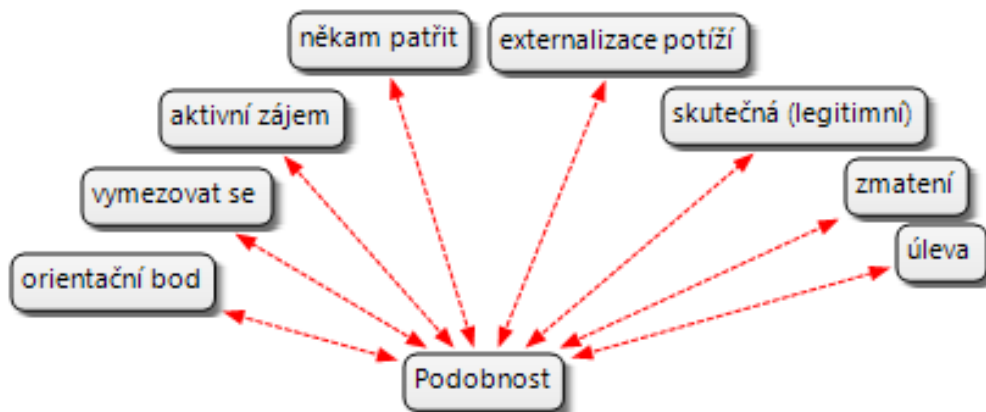 někam patřit
externalizace potíží
aktivní zájem
skutečná (legitimní)
vymezovat se
zmatení
orientační bod
úleva
Podobnost